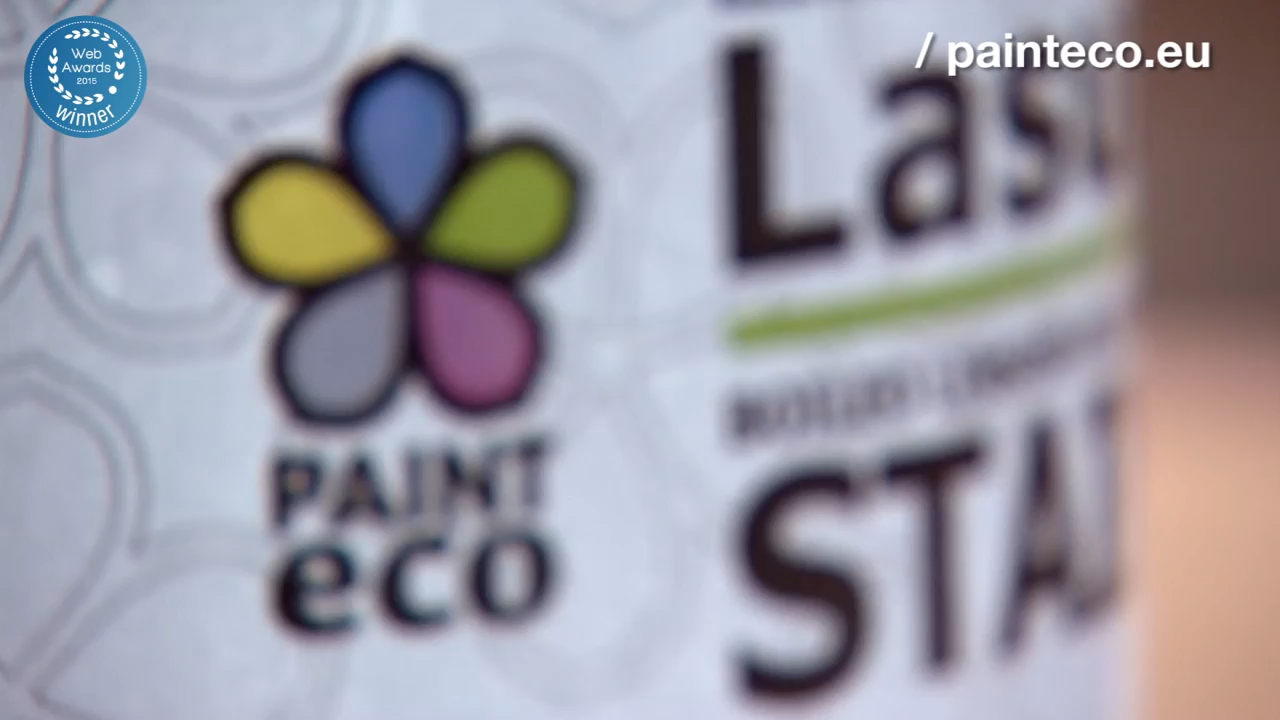 Web
Awards
2015
winner
/ painteco.eu
PAINT
eco
Las
STA